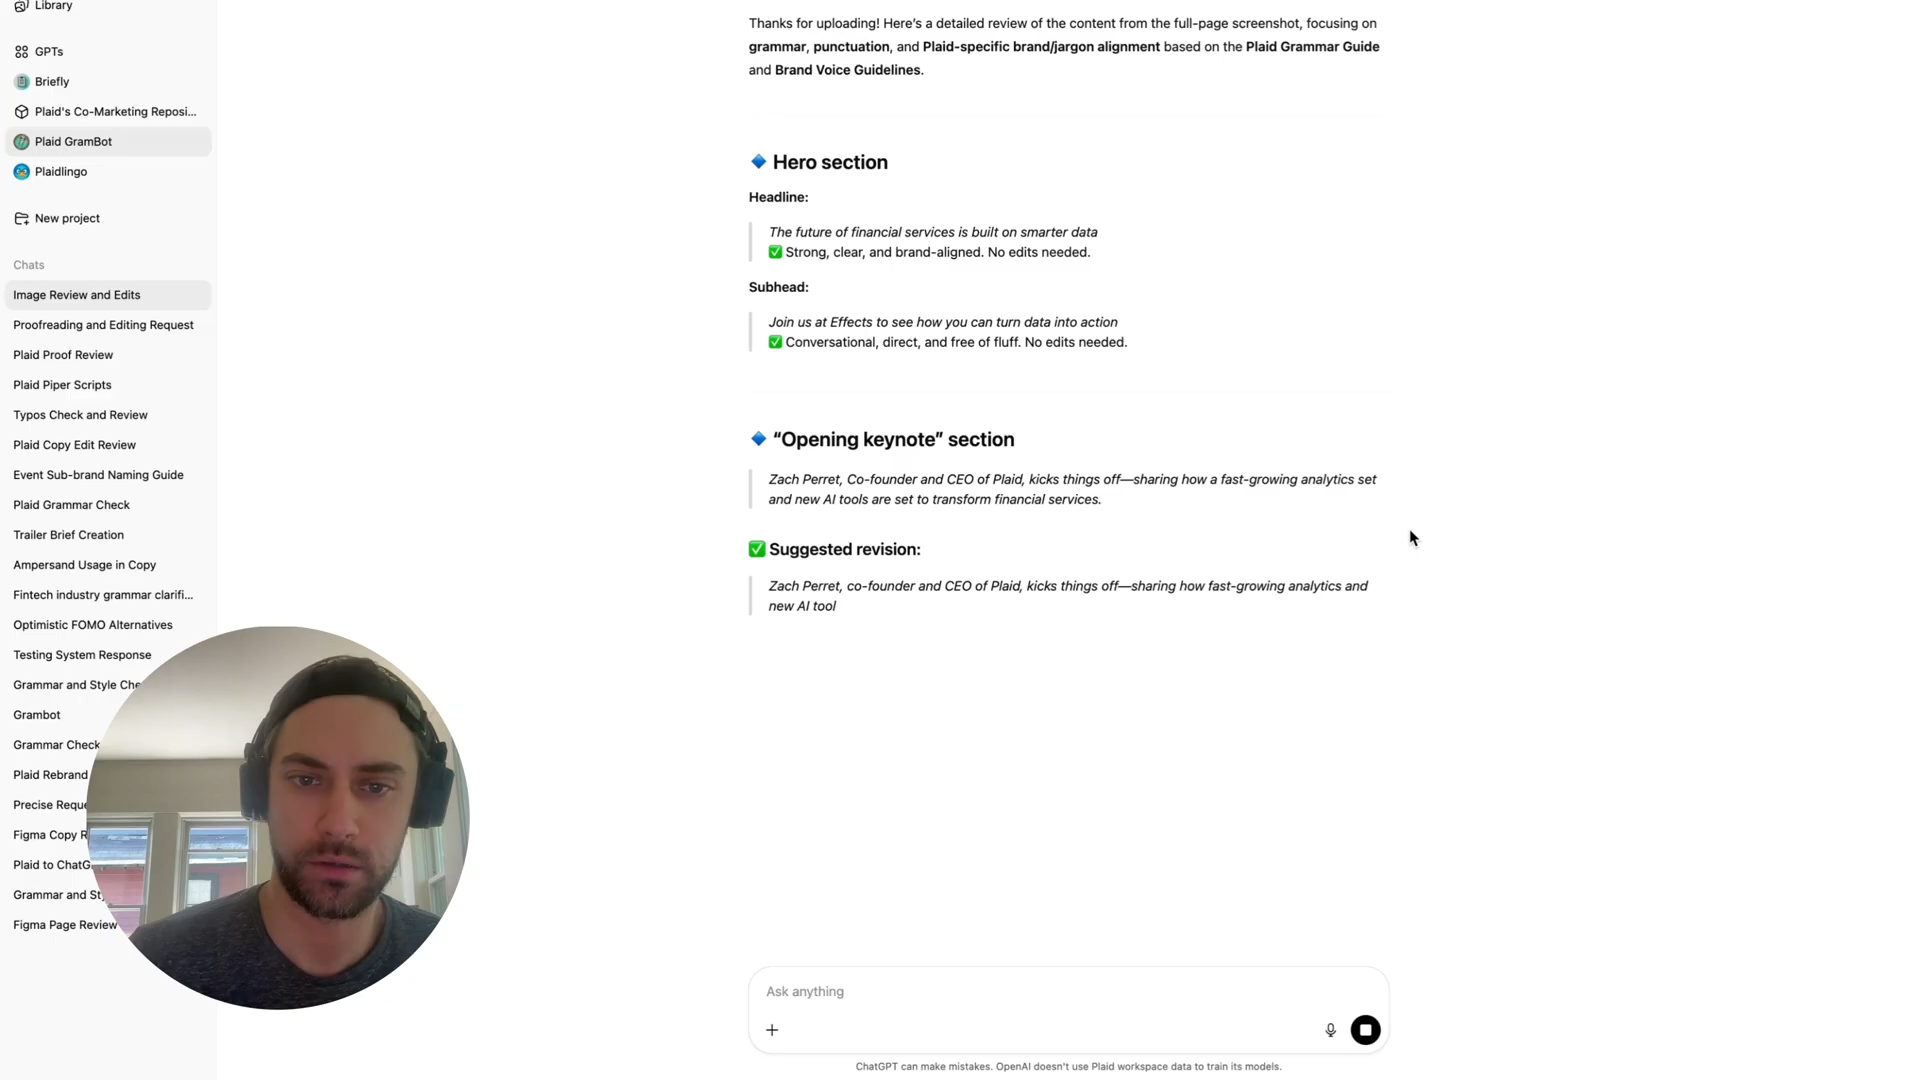 Library
GPTs
Briefly
Plaid's Co-Marketing Reposi...
Plaid GramBot
Plaidlingo
New project
Chats
Image Review and Edits
Proofreading and Editing Request
Plaid Proof Review
Plaid Piper Scripts
Typos Check and Review
Plaid Copy Edit Review
Event Sub-brand Naming Guide
Plaid Grammar Check
Trailer Brief Creation
Ampersand Usage in Copy
Fintech industry grammar clarifi...
Optimistic FOMO Alternatives
Testing System Response
Grammar and Style Che
Grambot
Grammar Check
Plaid Rebrand
Precise Reque
Figma Copy R
Plaid to ChatG
Grammar and Sty
Figma Page Review
Thanks for uploading! Here’s a detailed review of the content from the full-page screenshot, focusing on
grammar, punctuation, and Plaid-specific brand/jargon alignment based on the Plaid Grammar Guide
and Brand Voice Guidelines.
🔷 Hero section
Headline:
The future of financial services is built on smarter data
✅ Strong, clear, and brand-aligned. No edits needed.
Subhead:
Join us at Effects to see how you can turn data into action
✅ Conversational, direct, and free of fluff. No edits needed.
🔷 “Opening keynote” section
Zach Perret, Co-founder and CEO of Plaid, kicks things off—sharing how a fast-growing analytics set
and new AI tools are set to transform financial services.
✅ Suggested revision:
Zach Perret, co-founder and CEO of Plaid, kicks things off—sharing how fast-growing analytics and
new AI tool
Ask anything
ChatGPT can make mistakes. OpenAI doesn't use Plaid workspace data to train its models.